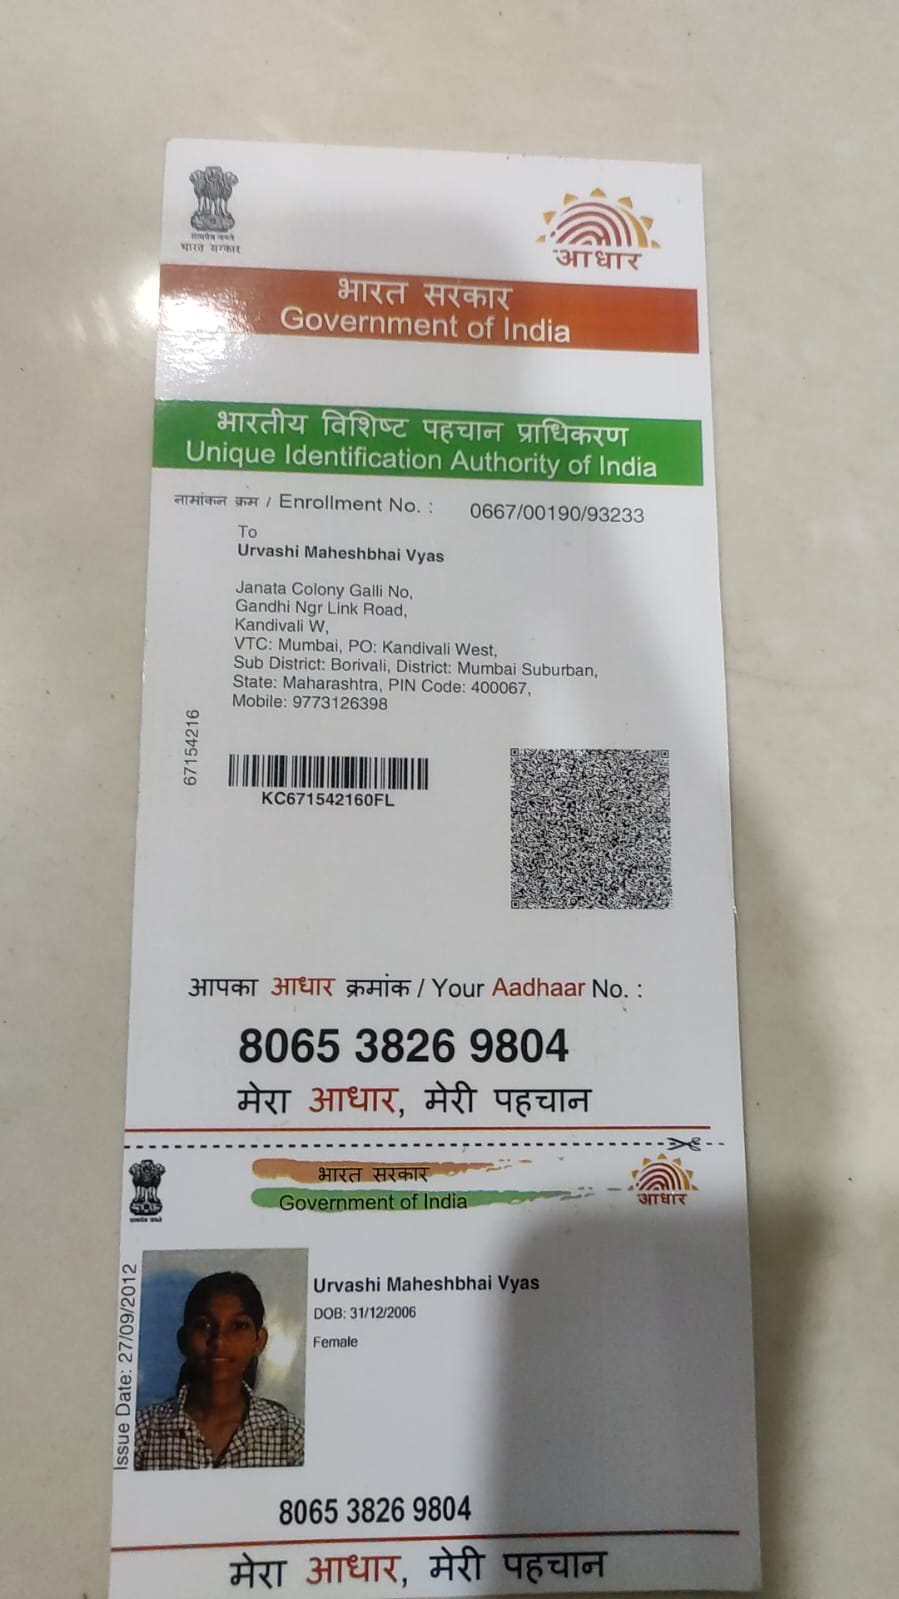 सत्यमेव जयते
भारत सरकार
आधार
भारत सरकार
Government of India
भारतीय विशिष्ट पहचान प्राधिकरण
Unique Identification Authority of India
नामांकन क्रम / Enrollment No. : 0667/00190/93233
To
Urvashi Maheshbhai Vyas
Janata Colony Galli No,
Gandhi Ngr Link Road,
Kandivali W,
VTC: Mumbai, PO: Kandivali West,
Sub District: Borivali, District: Mumbai Suburban,
State: Maharashtra, PIN Code: 400067,
Mobile: 9773126398
67154216
KC671542160FL
आपका आधार क्रमांक / Your Aadhaar No. :
8065 3826 9804
मेरा आधार, मेरी पहचान
भारत सरकार
Government of India
सत्यमेव जयते
आधार
Issue Date: 27/09/2012
Urvashi Maheshbhai Vyas
DOB: 31/12/2006
Female
8065 3826 9804
मेरा आधार, मेरी पहचान